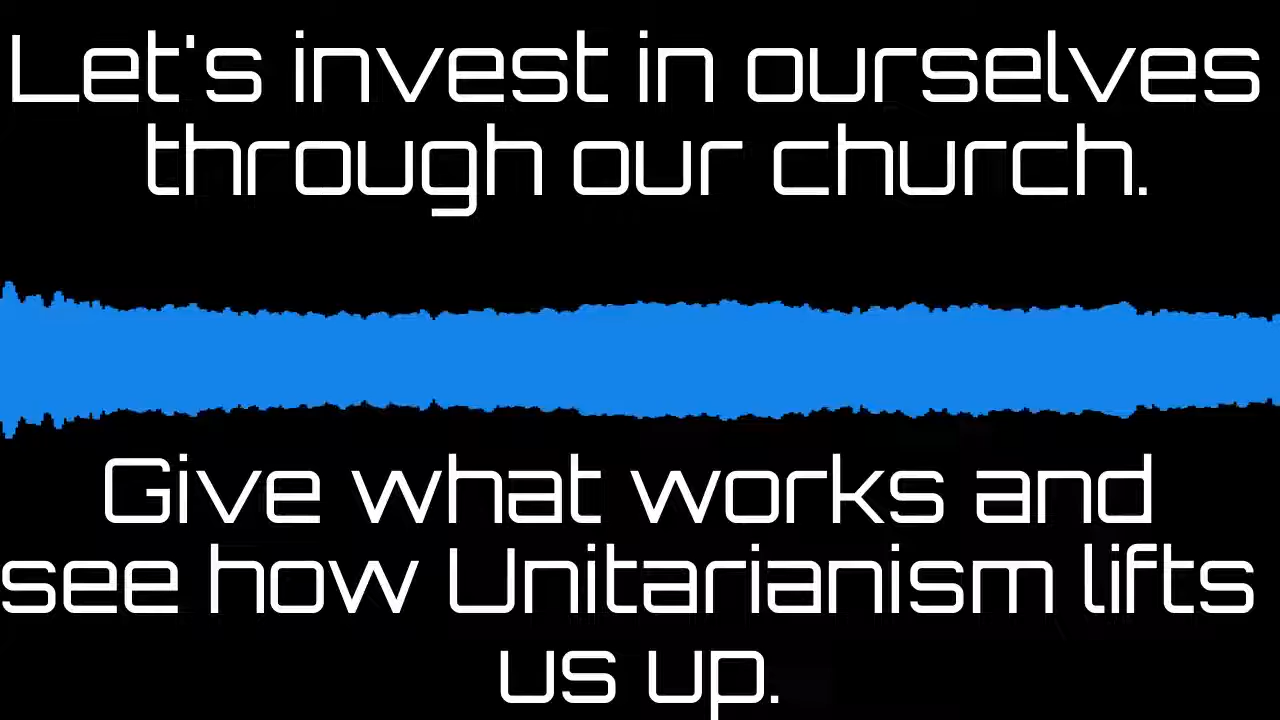 Let's invest in ourselves
through our church.
Give what works and
see how Unitarianism lifts
us up.